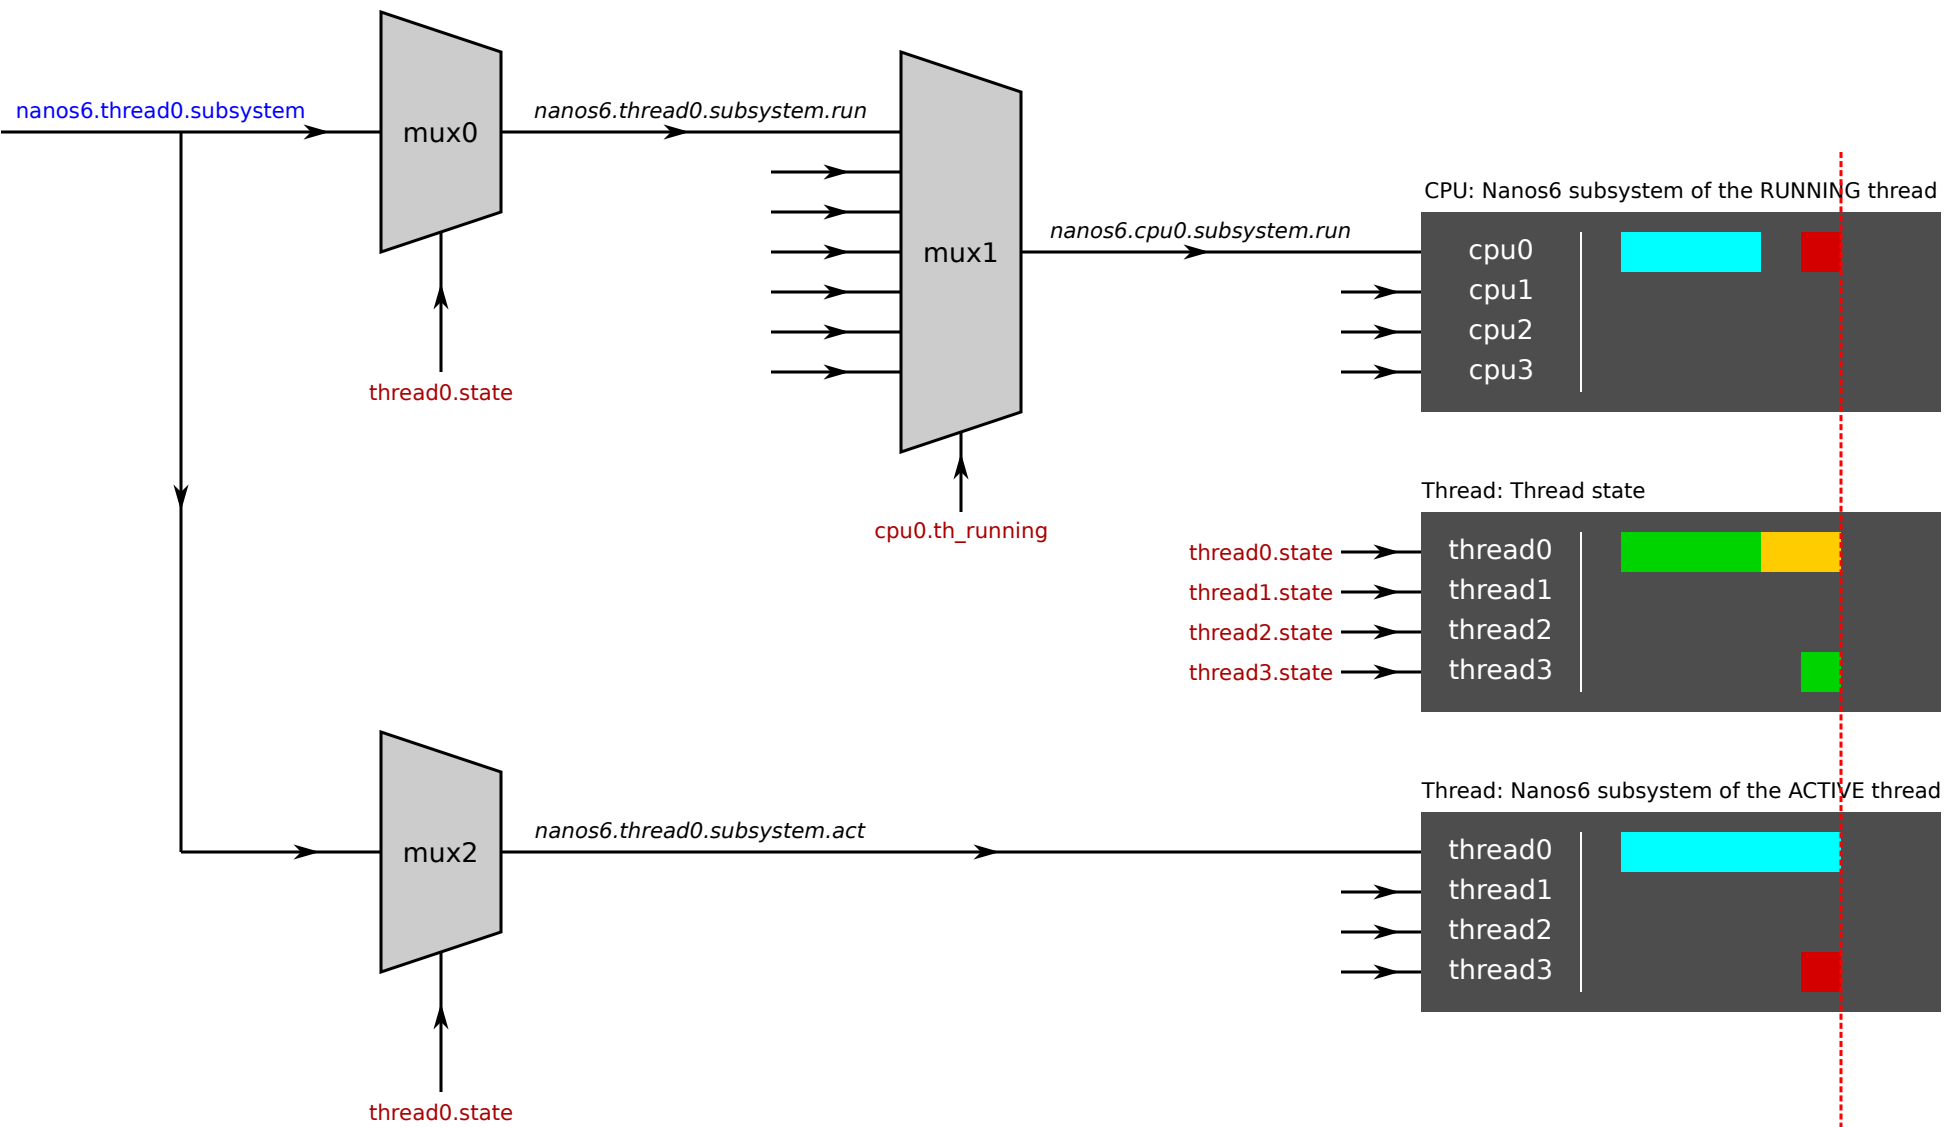 nanos6.thread0.subsystem
mux0
nanos6.thread0.subsystem.run
thread0.state
mux1
cpu0.th_running
nanos6.cpu0.subsystem.run
CPU: Nanos6 subsystem of the RUNNING thread
cpu0
cpu1
cpu2
cpu3
Thread: Thread state
thread0.state
thread0
thread1.state
thread1
thread2.state
thread2
thread3.state
thread3
mux2
nanos6.thread0.subsystem.act
thread0.state
Thread: Nanos6 subsystem of the ACTIVE thread
thread0
thread1
thread2
thread3